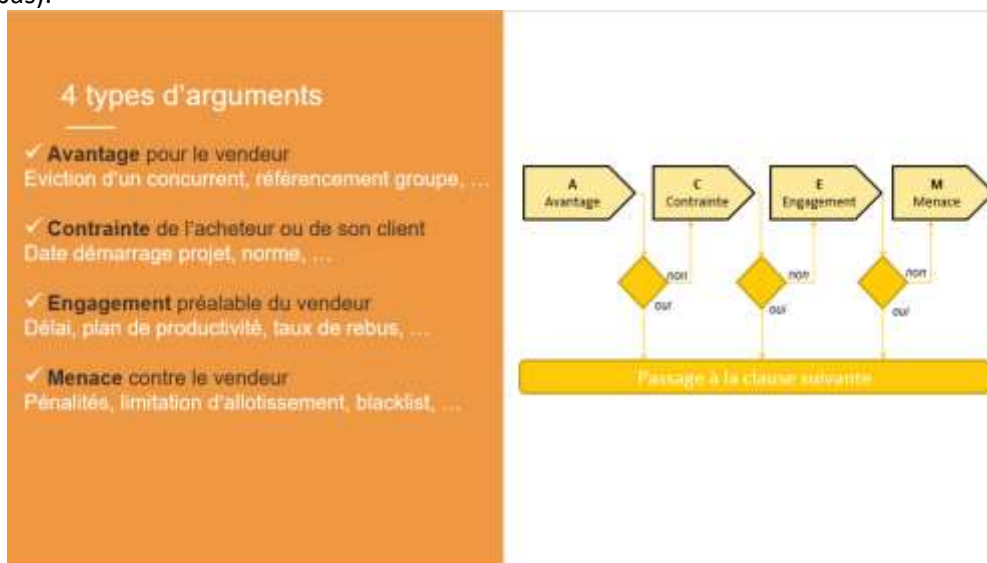 4 types d'arguments
✓ Avantage pour le vendeur
Eviction d'un concurrent, référencement groupe, ...
✓ Contrainte de l'acheteur ou de son client
Date démarrage projet, norme, ...
✓ Engagement préalable du vendeur
Délai, plan de productivité, taux de rebus, ...
✓ Menace contre le vendeur
Pénalités, limitation d'allotissement, blacklist, ...
A
Avantage
C
Contrainte
E
Engagement
M
Menace
non
oui
non
oui
non
oui
Passage à la clause suivante